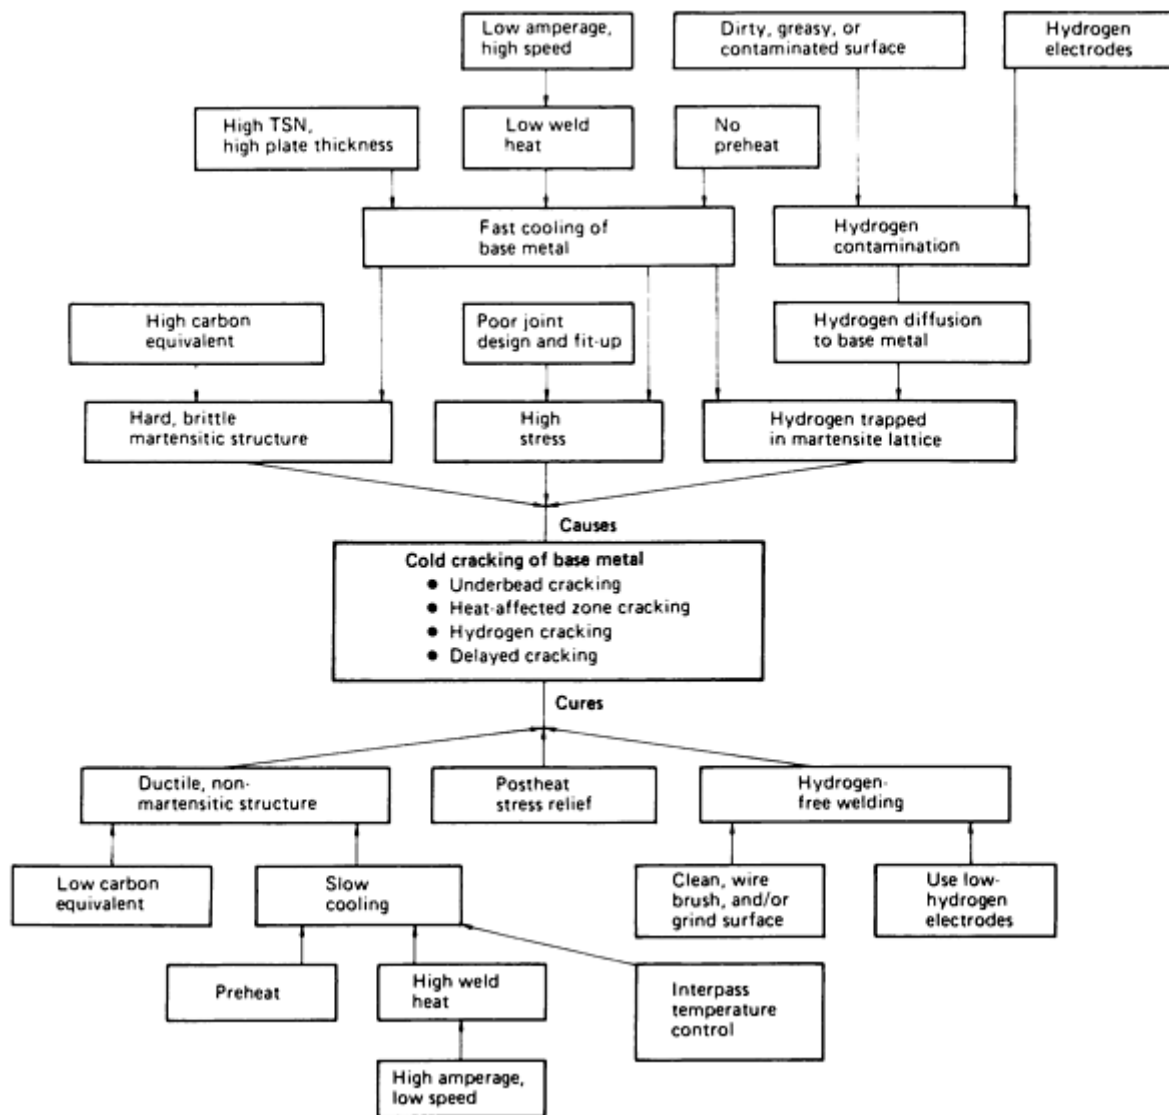 Low amperage,
high speed
Dirty, greasy, or
contaminated surface
Hydrogen
electrodes
High TSN,
high plate thickness
Low weld
heat
No
preheat
Fast cooling of
base metal
Hydrogen
contamination
High carbon
equivalent
Poor joint
design and fit-up
Hydrogen diffusion
to base metal
Hard, brittle
martensitic structure
High
stress
Hydrogen trapped
in martensite lattice
Causes
Cold cracking of base metal
● Underbead cracking
● Heat-affected zone cracking
● Hydrogen cracking
● Delayed cracking
Cures
Ductile, non-
martensitic structure
Postheat
stress relief
Hydrogen-
free welding
Low carbon
equivalent
Slow
cooling
Clean, wire
brush, and/or
grind surface
Use low-
hydrogen
electrodes
Preheat
High weld
heat
Interpass
temperature
control
High amperage,
low speed